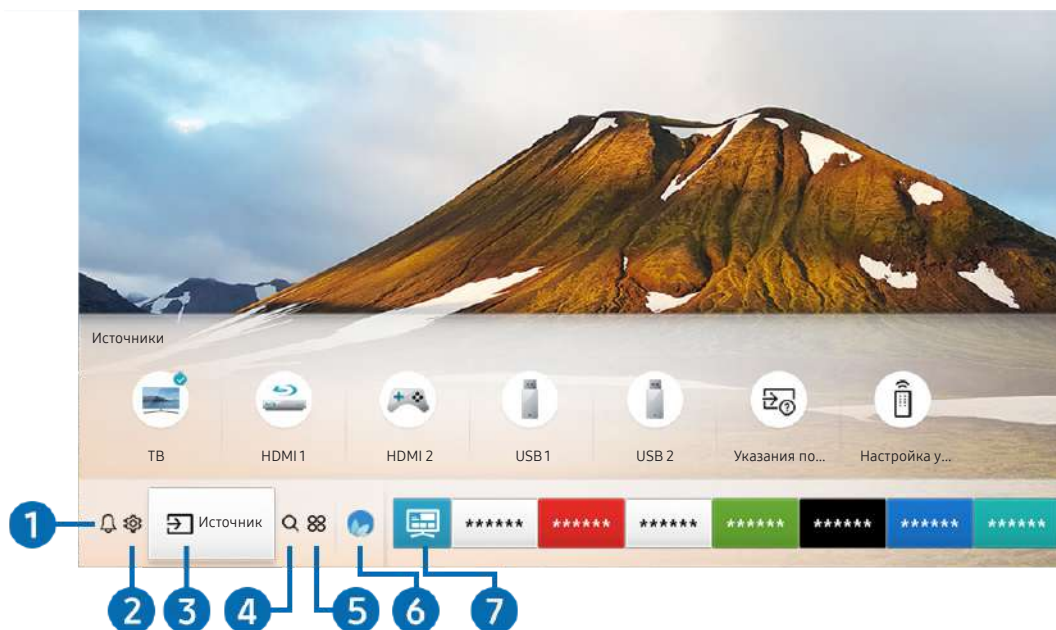 Источники
ТВ
HDMI 1
HDMI 2
USB 1
USB 2
Указания по...
Настройка у...
Источник
******
******
******
******
******
******
******
1
2
3
4
5
6
7